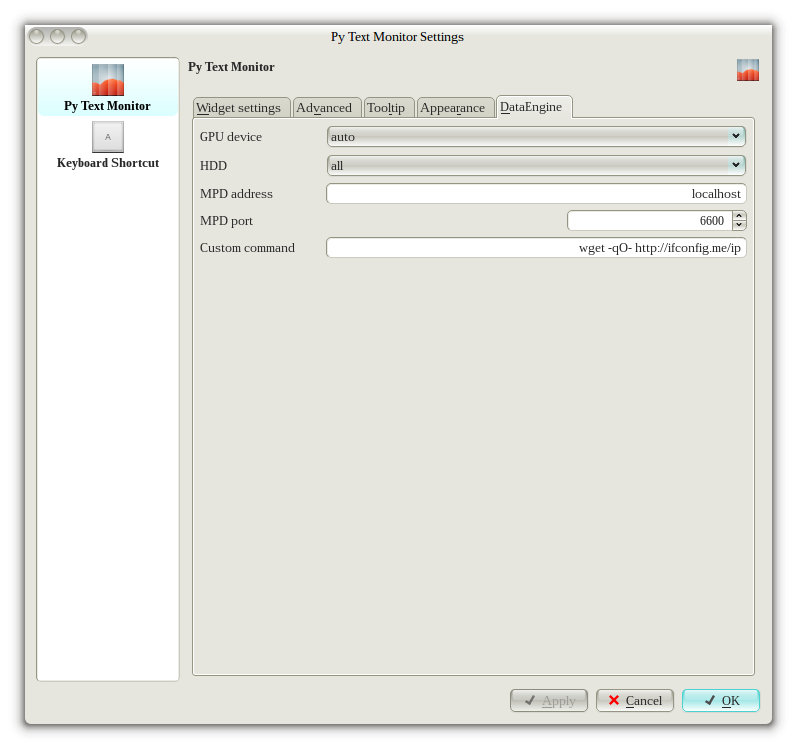 Py Text Monitor Settings
Py Text Monitor
A
Keyboard Shortcut
Py Text Monitor
Widget settings Advanced Tooltip Appearance DataEngine
GPU device auto
HDD all
MPD address localhost
MPD port 6600
Custom command wget -qO- http://ifconfig.me/ip
Apply Cancel OK